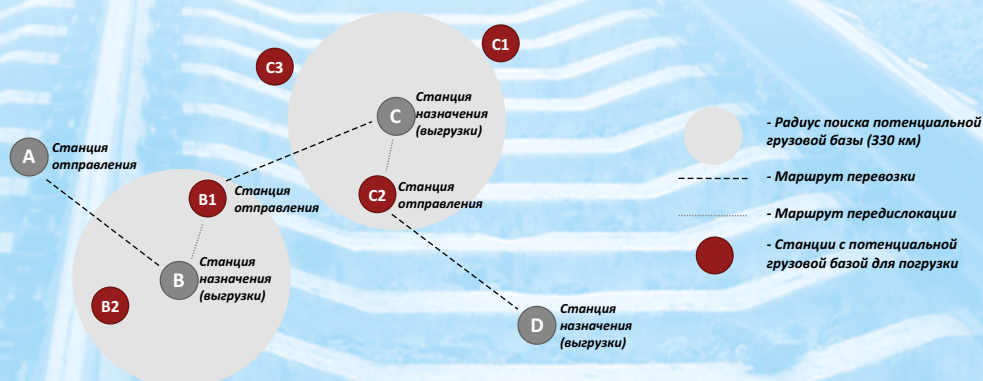 C1
C3
C
Станция
назначения
(выгрузки)
A
Станция
отправления
B1
Станция
отправления
C2
Станция
отправления
B
Станция
назначения
(выгрузки)
B2
D
Станция
назначения
(выгрузки)
- Радиус поиска потенциальной
грузовой базы (330 км)
- Маршрут перевозки
- Маршрут передислокации
- Станции с потенциальной
грузовой базой для погрузки